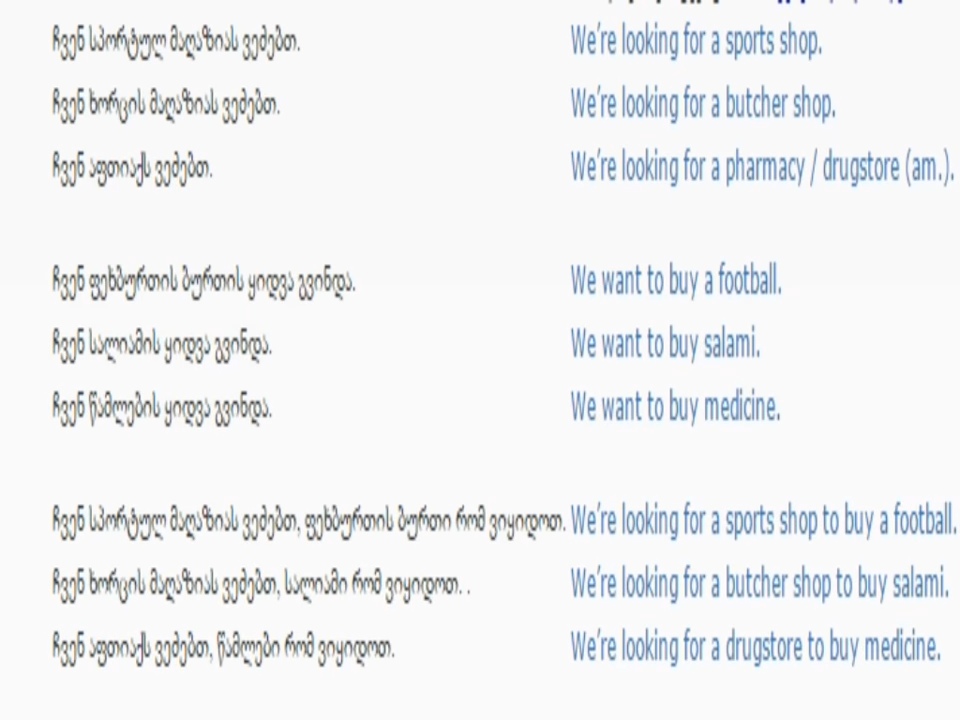 ჩვენ სპორტულ მაღაზიას ვეძებთ. We're looking for a sports shop.
ჩვენ ხორცის მაღაზიას ვეძებთ. We're looking for a butcher shop.
ჩვენ აფთიაქს ვეძებთ. We're looking for a pharmacy / drugstore (am.).
ჩვენ ფეხბურთის ბურთის ყიდვა გვინდა. We want to buy a football.
ჩვენ სალიამის ყიდვა გვინდა. We want to buy salami.
ჩვენ წამლების ყიდვა გვინდა. We want to buy medicine.
ჩვენ სპორტულ მაღაზიას ვეძებთ, ფეხბურთის ბურთი რომ ვიყიდოთ. We're looking for a sports shop to buy a football.
ჩვენ ხორცის მაღაზიას ვეძებთ, სალიამი რომ ვიყიდოთ. . We're looking for a butcher shop to buy salami.
ჩვენ აფთიაქს ვეძებთ, წამლები რომ ვიყიდოთ. We're looking for a drugstore to buy medicine.